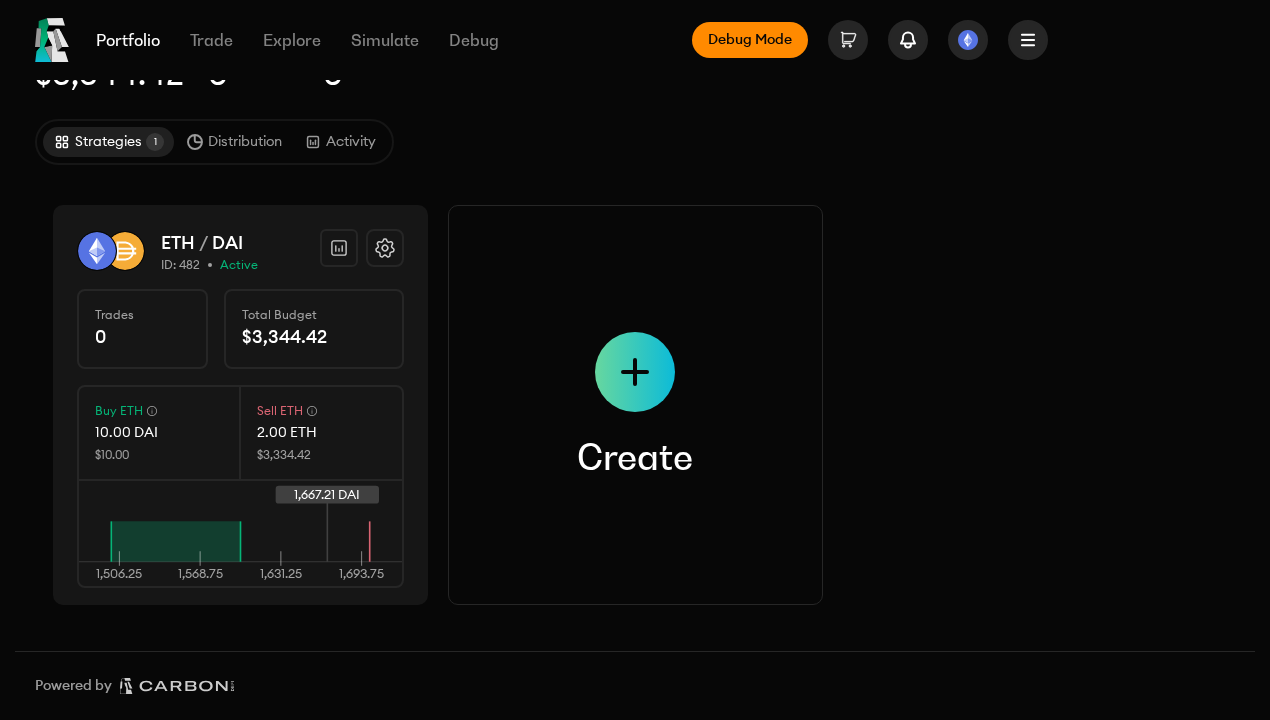 Portfolio Trade Explore Simulate Debug Debug Mode
Strategies 1 Distribution Activity
ETH / DAI
ID: 482 • Active
Trades
0
Total Budget
$3,344.42
Buy ETH
10.00 DAI
$10.00
Sell ETH
2.00 ETH
$3,334.42
1,667.21 DAI
1,506.25 1,568.75 1,631.25 1,693.75
Create
Powered by CARBON